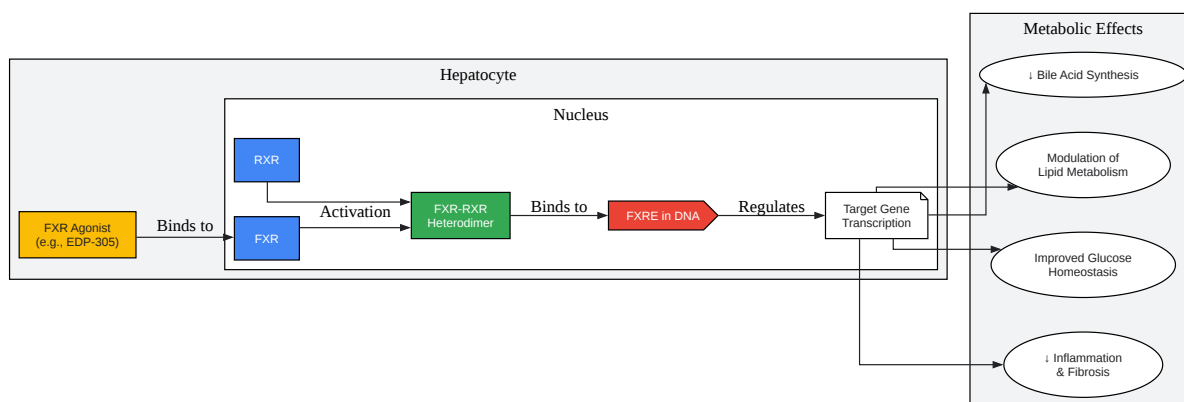 Metabolic Effects
Hepatocyte
↓ Bile Acid Synthesis
Nucleus
RXR
Modulation of
Lipid Metabolism
FXR Agonist
(e.g., EDP-305)
Binds to
FXR
Activation
FXR-RXR
Heterodimer
Binds to
FXRE in DNA
Regulates
Target Gene
Transcription
Improved Glucose
Homeostasis
↓ Inflammation
& Fibrosis